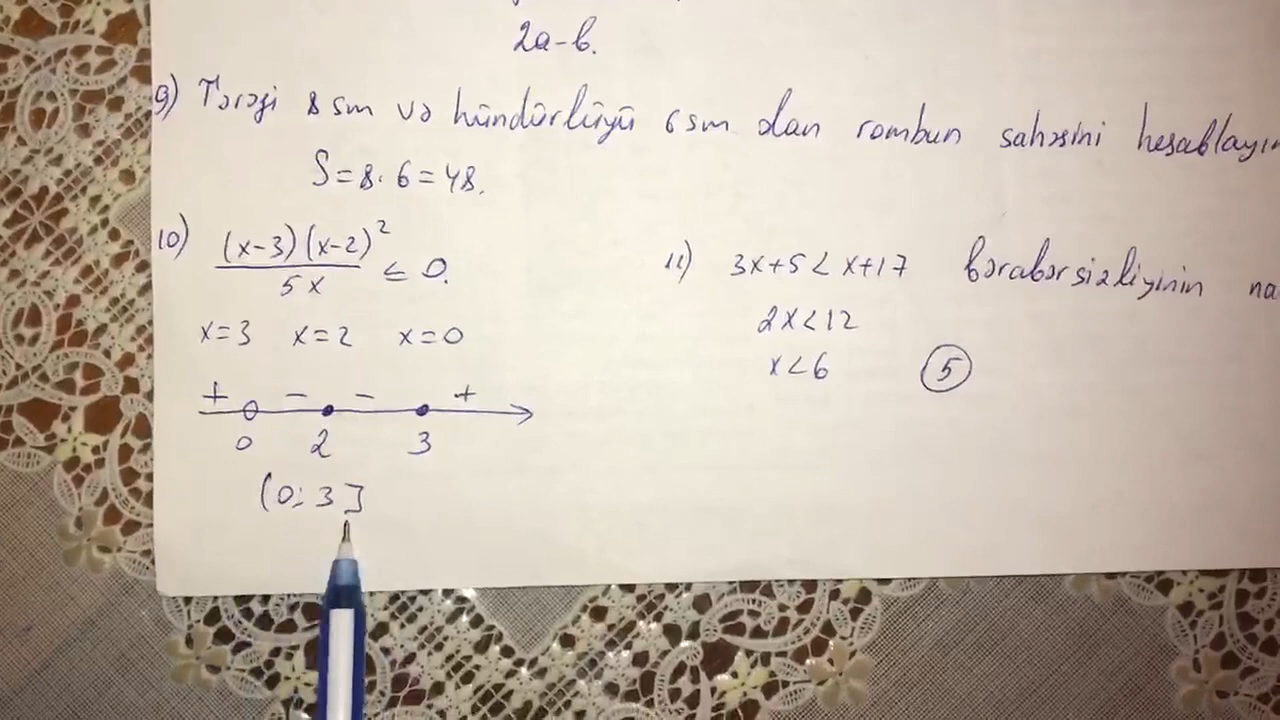 2a-b.
9) Tərəfi 8 sm və hündürlüyü 6 sm olan rombun sahəsini
S=8·6=48.
10) (x-3)(x-2)²/5x ≤ 0.
x=3 x=2 x=0
+ - - +
0 2 3
(0; 3]
11) 3x+5<x+17 bərabərsizliyinin
2x<12
x<6 5